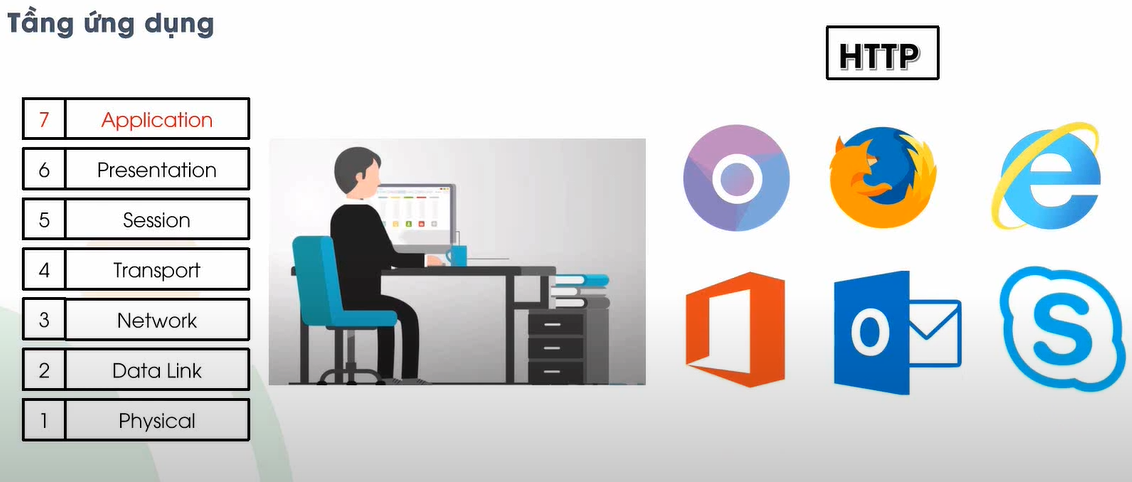 Tầng ứng dụng
HTTP
7 Application
6 Presentation
5 Session
4 Transport
3 Network
2 Data Link
1 Physical